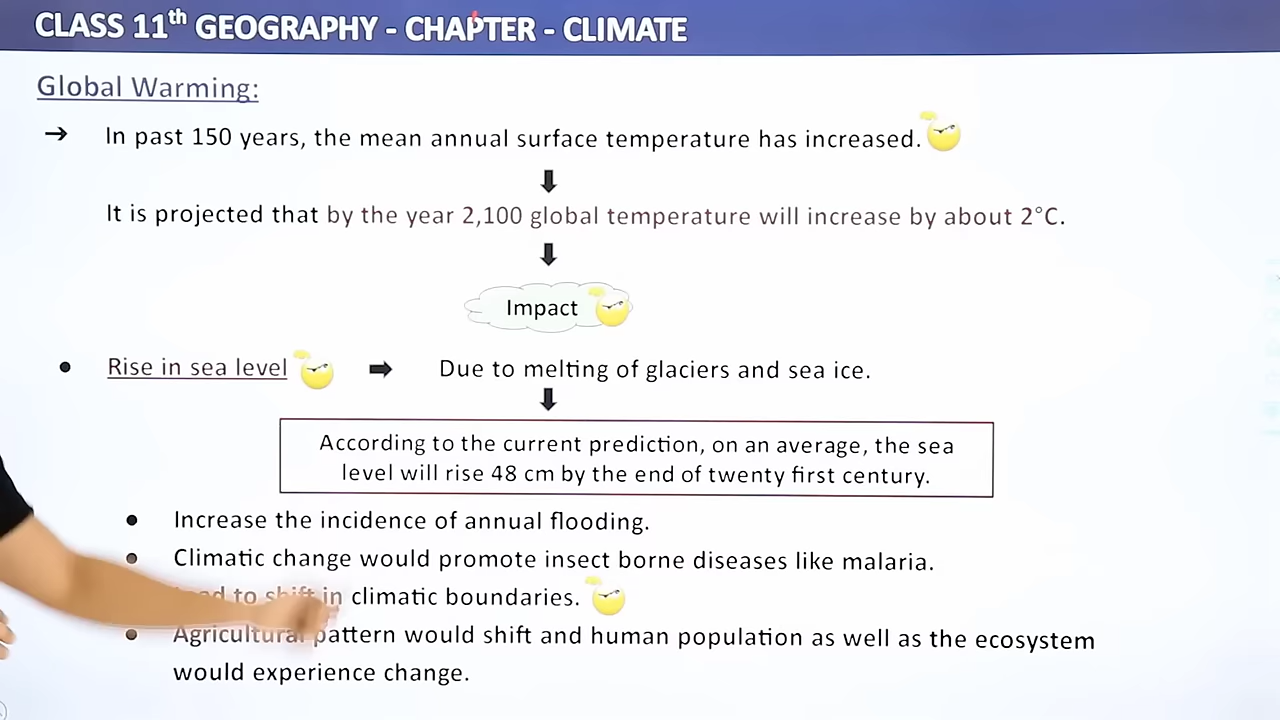 CLASS 11th GEOGRAPHY - CHAPTER - CLIMATE
Global Warming:
→ In past 150 years, the mean annual surface temperature has increased.
It is projected that by the year 2,100 global temperature will increase by about 2°C.
Impact
• Rise in sea level ➡ Due to melting of glaciers and sea ice.
According to the current prediction, on an average, the sea
level will rise 48 cm by the end of twenty first century.
• Increase the incidence of annual flooding.
• Climatic change would promote insect borne diseases like malaria.
to shift in climatic boundaries.
• Agricultural pattern would shift and human population as well as the ecosystem
would experience change.